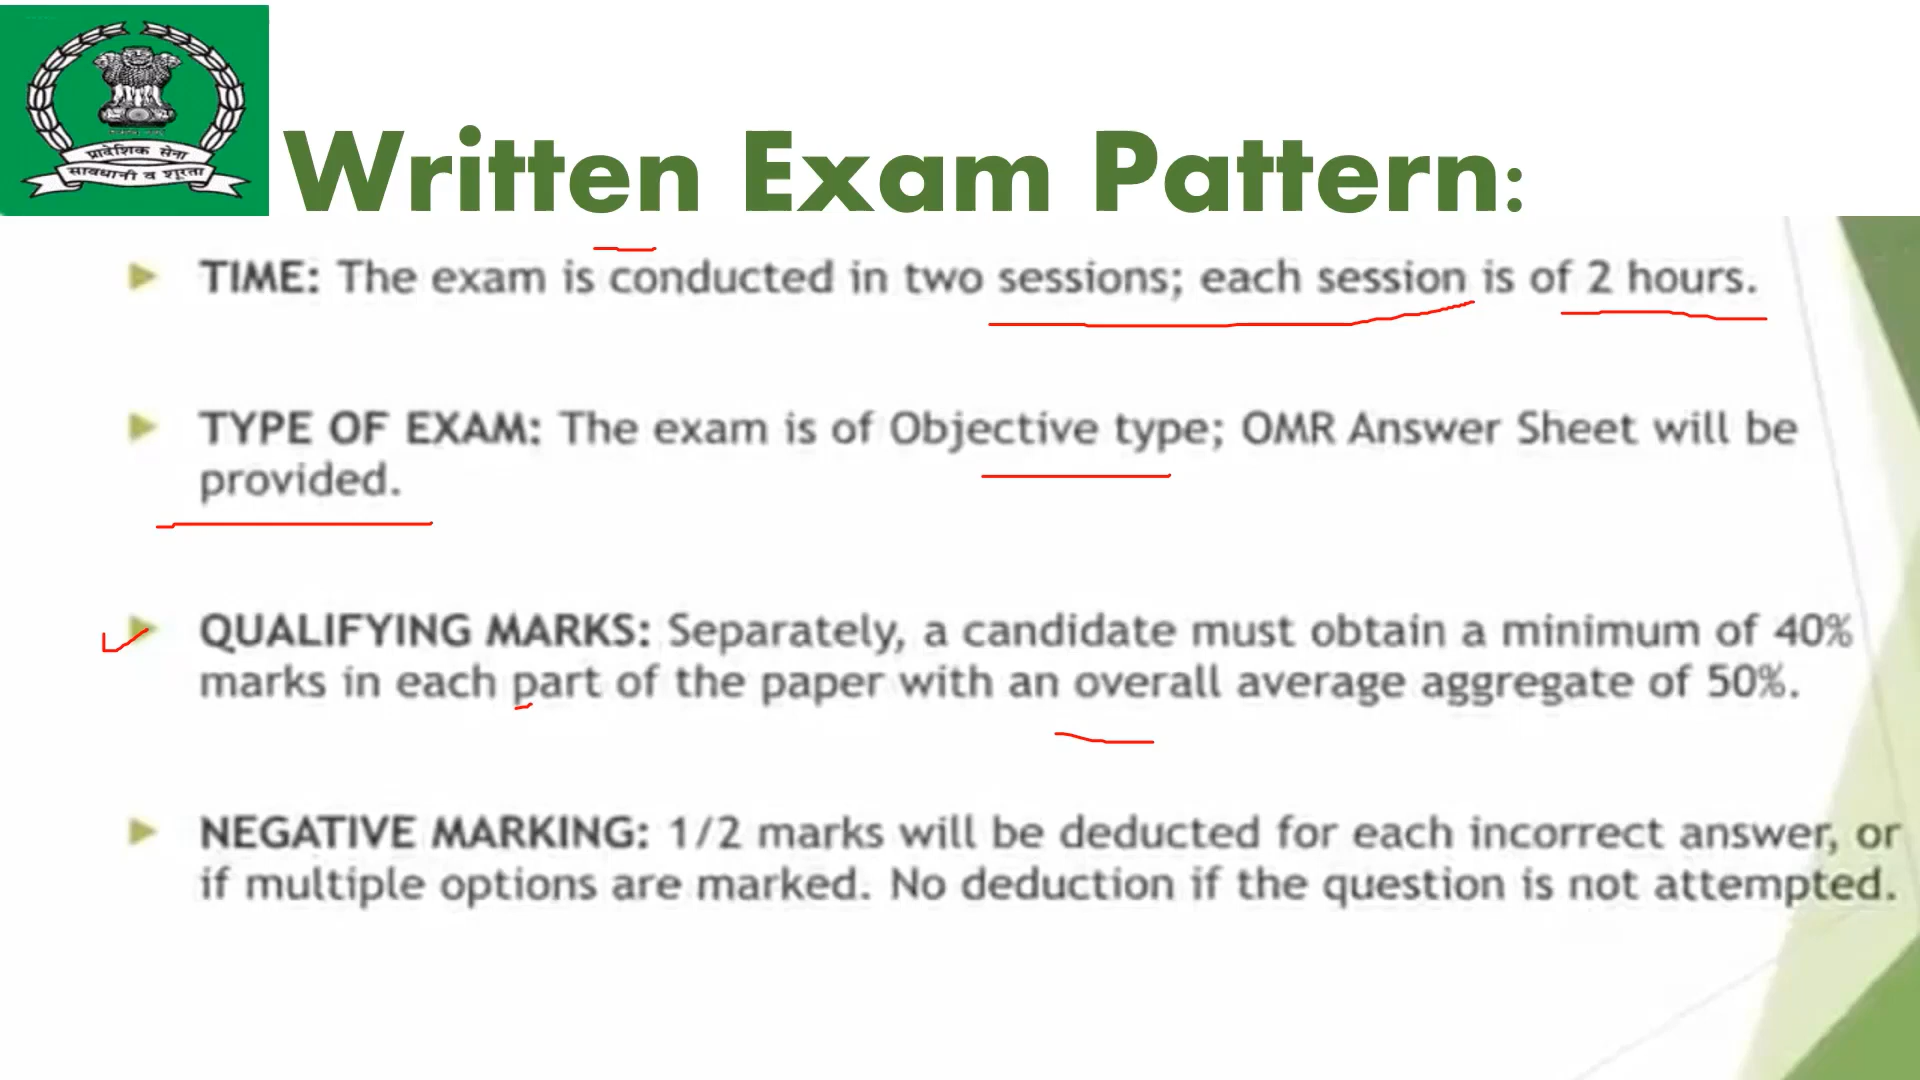 प्रादेशिक सेना
सावधानी व शूरता
Written Exam Pattern:
TIME: The exam is conducted in two sessions; each session is of 2 hours.
TYPE OF EXAM: The exam is of Objective type; OMR Answer Sheet will be
provided.
QUALIFYING MARKS: Separately, a candidate must obtain a minimum of 40%
marks in each part of the paper with an overall average aggregate of 50%.
NEGATIVE MARKING: 1/2 marks will be deducted for each incorrect answer, or
if multiple options are marked. No deduction if the question is not attempted.